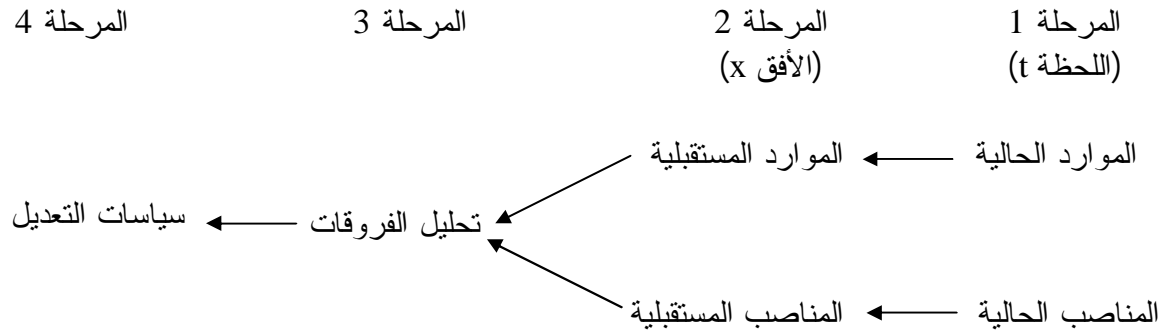 المرحلة 1 المرحلة 2 المرحلة 3 المرحلة 4
(اللحظة t) (الأفق x)
الموارد الحالية الموارد المستقبلية
تحليل الفروقات سياسات التعديل
المناصب الحالية المناصب المستقبلية